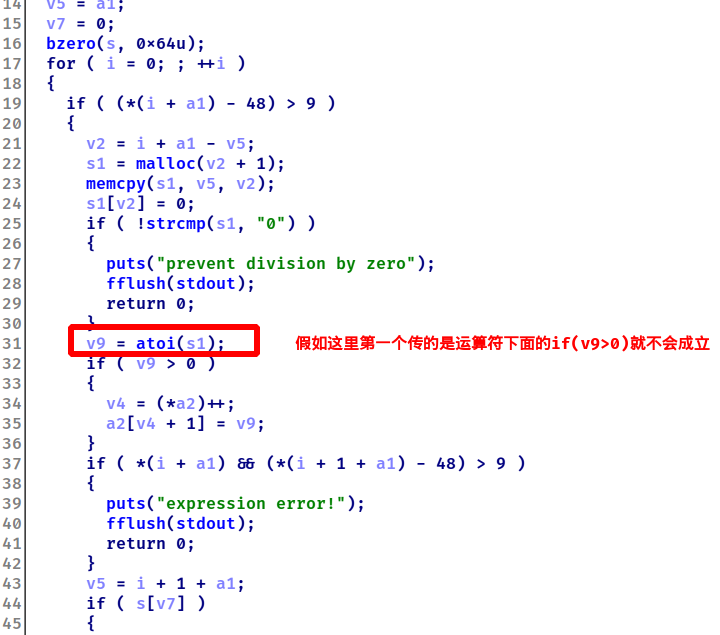 14 v5 = a1;
15 v7 = 0;
16 bzero(s, 0×64u);
17 for ( i = 0; ; ++i )
18 {
19 if ( (*(i + a1) - 48) > 9 )
20 {
21 v2 = i + a1 - v5;
22 s1 = malloc(v2 + 1);
23 memcpy(s1, v5, v2);
24 s1[v2] = 0;
25 if ( !strcmp(s1, "0") )
26 {
27 puts("prevent division by zero");
28 fflush(stdout);
29 return 0;
30 }
31 v9 = atoi(s1); 假如这里第一个传的是运算符下面的if(v9>0)就不会成立
32 if ( v9 > 0 )
33 {
34 v4 = (*a2)++;
35 a2[v4 + 1] = v9;
36 }
37 if ( *(i + a1) && (*(i + 1 + a1) - 48) > 9 )
38 {
39 puts("expression error!");
40 fflush(stdout);
41 return 0;
42 }
43 v5 = i + 1 + a1;
44 if ( s[v7] )
45 {